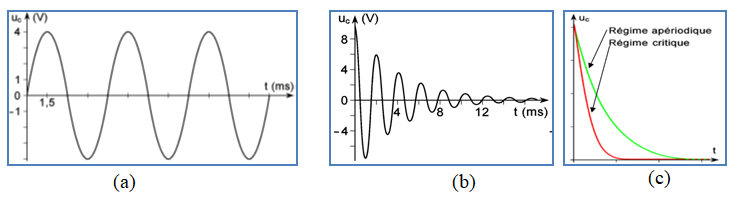 u_c (V)
4
1
0
-1
1,5
t (ms)
(a)
u_c (V)
8
4
0
-4
4
8
12
t (ms)
(b)
u_c
Régime apériodique
Régime critique
t
(c)